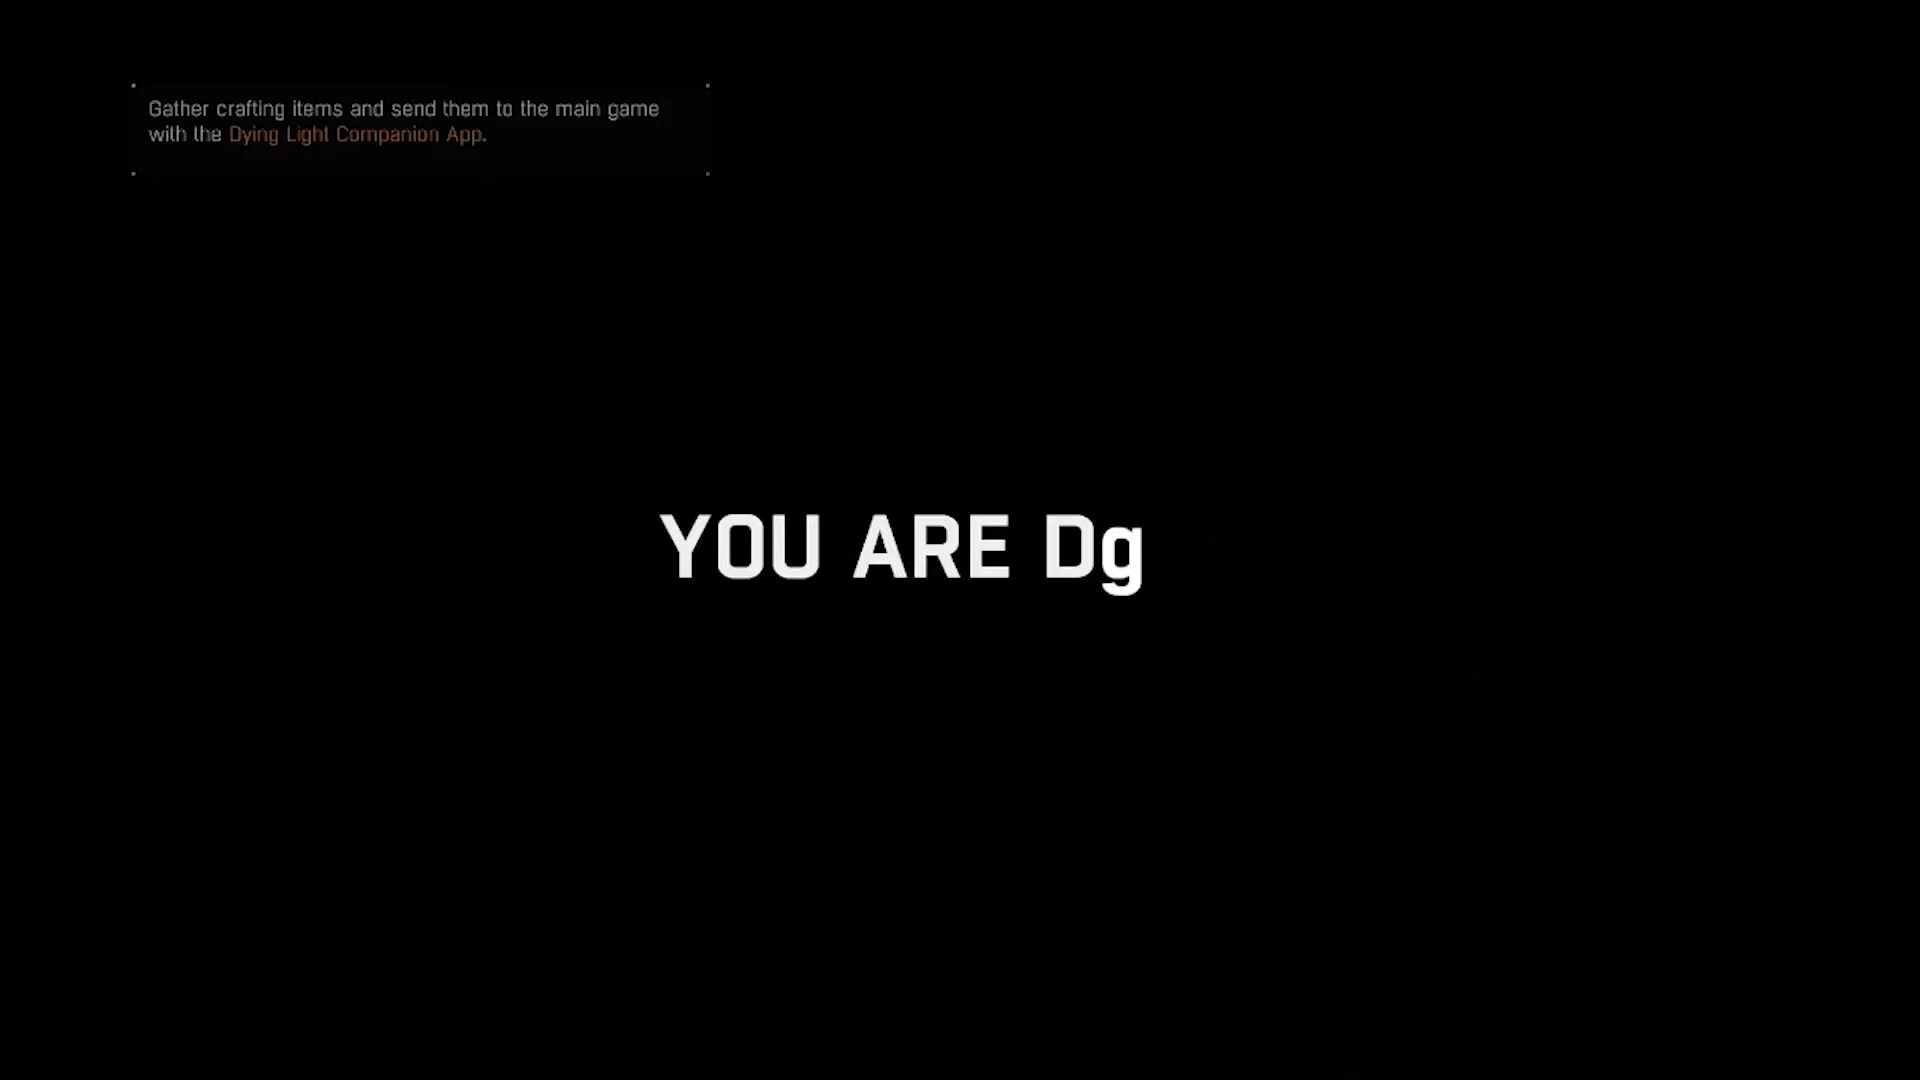 Gather crafting items and send them to the main game
with the Dying Light Companion App.
YOU ARE Dg